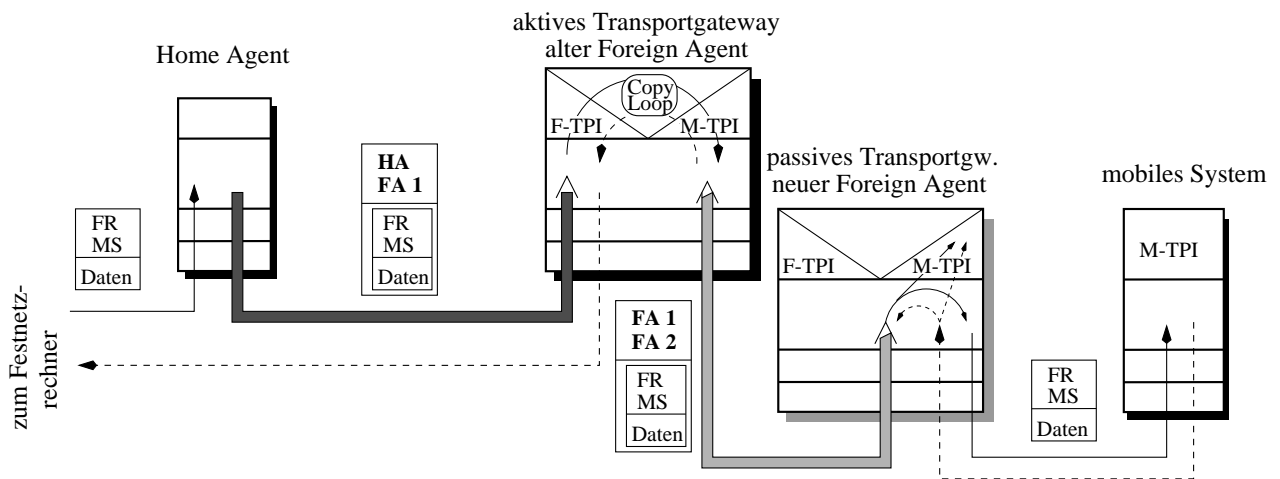 Home Agent
aktives Transportgateway
alter Foreign Agent
Copy
Loop
F-TPI
M-TPI
HA
FA 1
FR
MS
Daten
FR
MS
Daten
zum Festnetz-
rechner
passives Transportgw.
neuer Foreign Agent
F-TPI
M-TPI
FA 1
FA 2
FR
MS
Daten
mobiles System
M-TPI
FR
MS
Daten